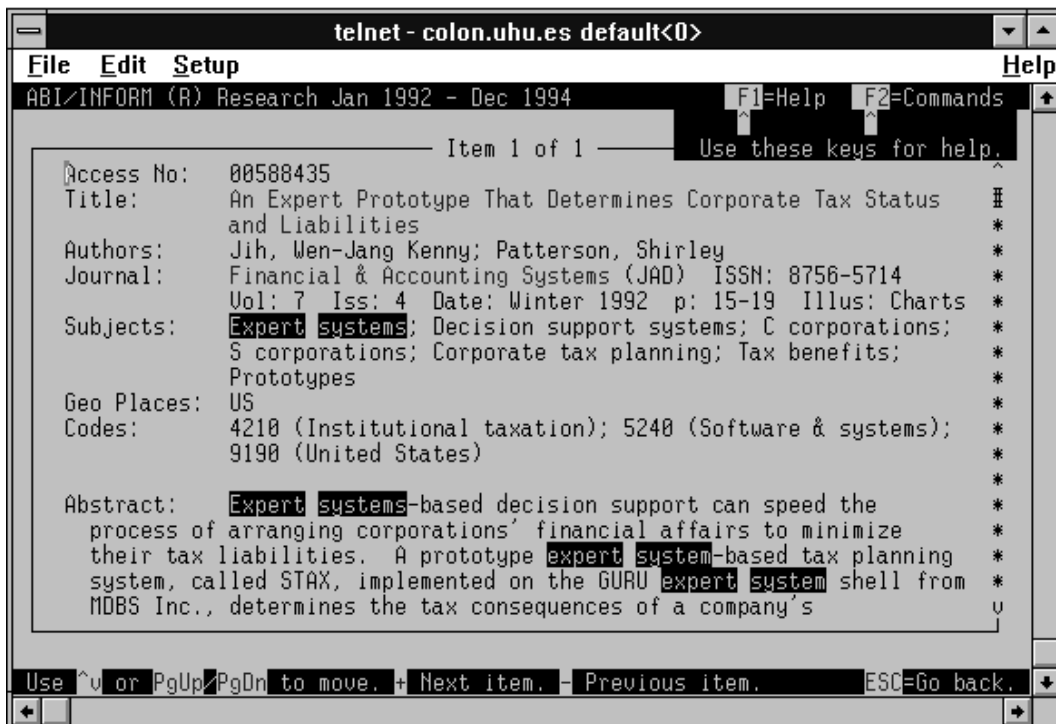 telnet - colon.uhu.es default<0>
File Edit Setup Help
ABI/INFORM (R) Research Jan 1992 - Dec 1994 F1=Help F2=Commands
^ ^
Item 1 of 1 Use these keys for help.
Access No: 00588435
Title: An Expert Prototype That Determines Corporate Tax Status
and Liabilities
Authors: Jih, Wen-Jang Kenny; Patterson, Shirley
Journal: Financial & Accounting Systems (JAD) ISSN: 8756-5714
Vol: 7 Iss: 4 Date: Winter 1992 p: 15-19 Illus: Charts
Subjects: Expert systems; Decision support systems; C corporations;
S corporations; Corporate tax planning; Tax benefits;
Prototypes
Geo Places: US
Codes: 4210 (Institutional taxation); 5240 (Software & systems);
9190 (United States)
Abstract: Expert systems-based decision support can speed the
process of arranging corporations' financial affairs to minimize
their tax liabilities. A prototype expert system-based tax planning
system, called STAX, implemented on the GURU expert system shell from
MDBS Inc., determines the tax consequences of a company's
Use ^v or PgUp/PgDn to move. + Next item. - Previous item. ESC=Go back.